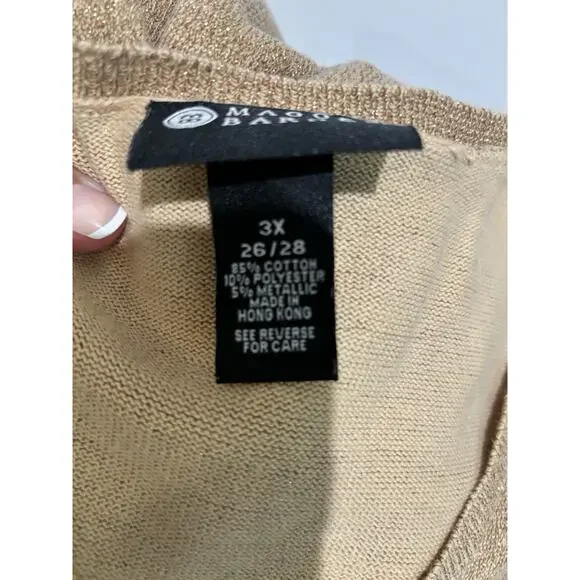 3X
26/28
85% COTTON
10% POLYESTER
5% METALLIC
MADE IN
HONG KONG
SEE REVERSE
FOR CARE